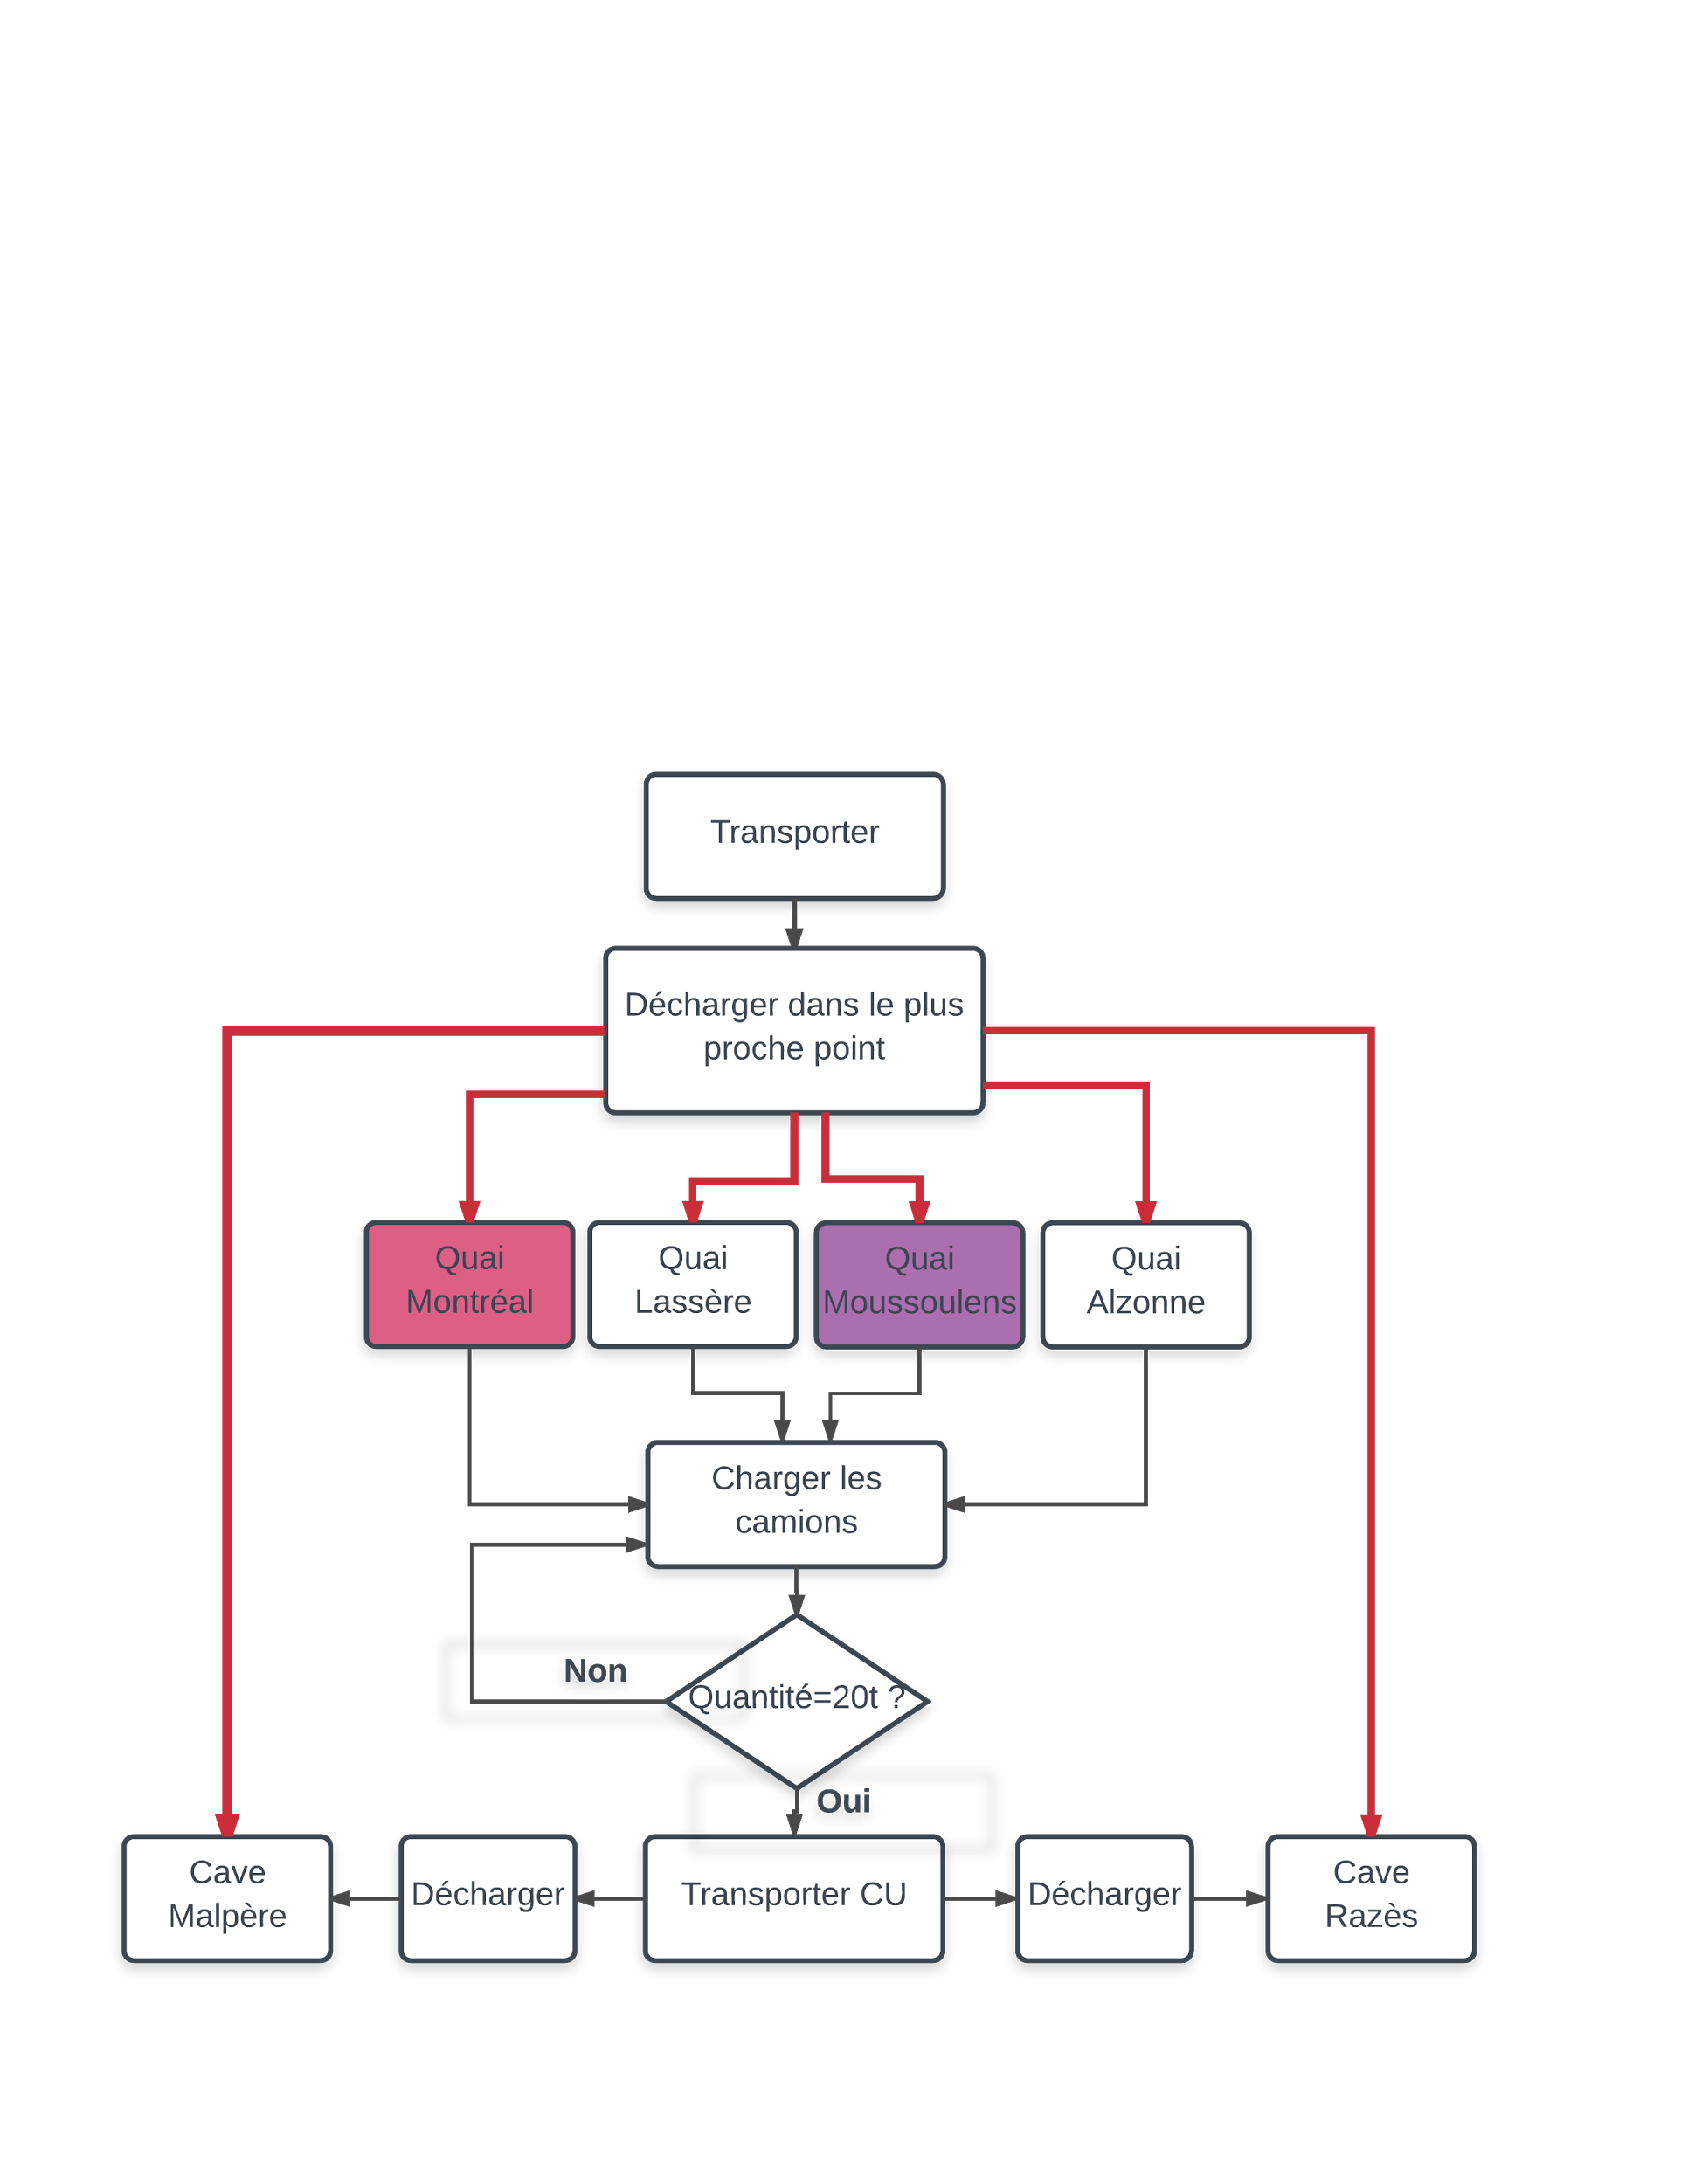 Transporter
Décharger dans le plus
proche point
Quai
Montréal
Quai
Lassère
Quai
Moussoulens
Quai
Alzonne
Charger les
camions
Non
Quantité=20t ?
Oui
Cave
Malpère
Décharger
Transporter CU
Décharger
Cave
Razès